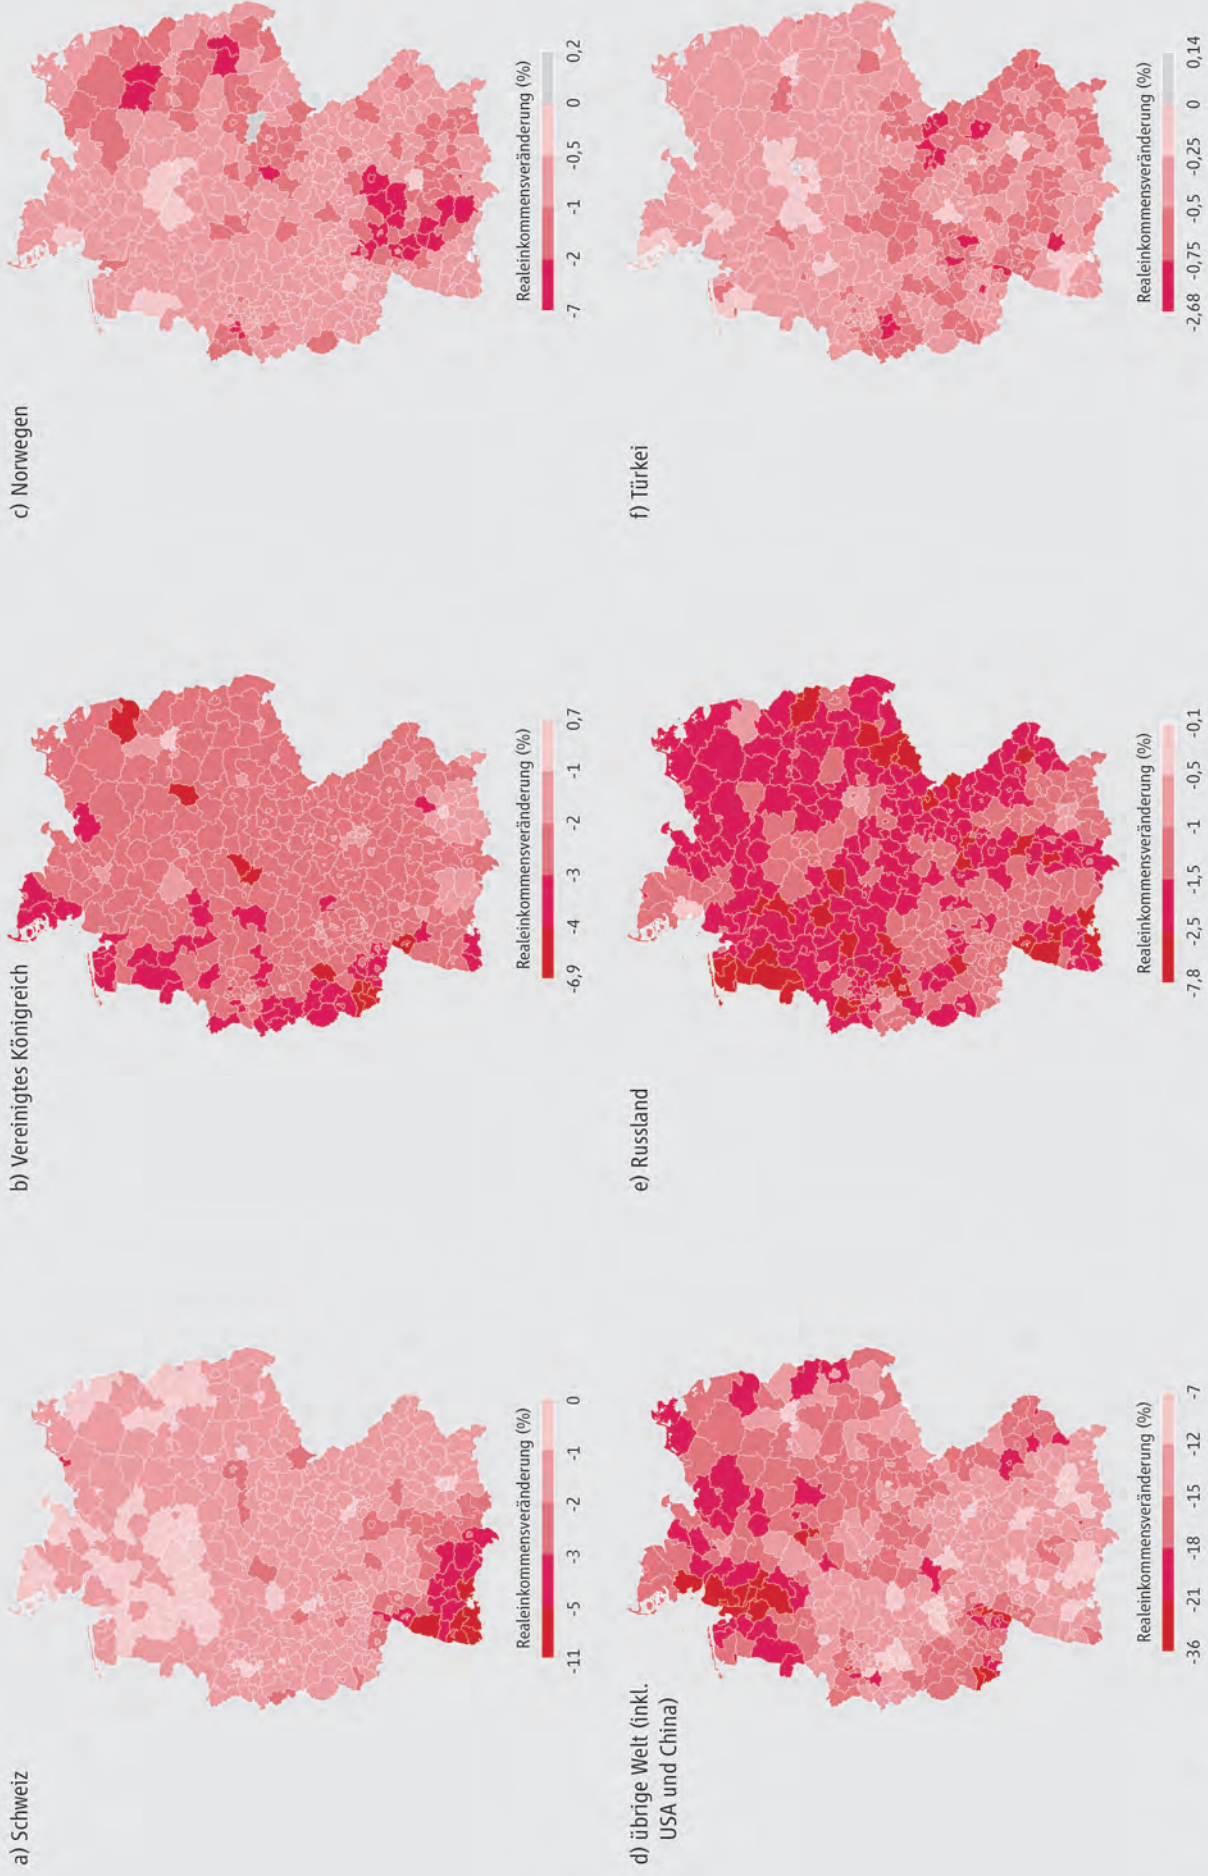 a) Schweiz
Realeinkommensveränderung (%)
-11 -5 -3 -2 -1 0
b) Vereinigtes Königreich
Realeinkommensveränderung (%)
-6,9 -4 -3 -2 -1 0,7
c) Norwegen
Realeinkommensveränderung (%)
-7 -2 -1 -0,5 0 0,2
d) übrige Welt (inkl.
USA und China)
Realeinkommensveränderung (%)
-36 -21 -18 -15 -12 -7
e) Russland
Realeinkommensveränderung (%)
-7,8 -2,5 -1,5 -1 -0,5 -0,1
f) Türkei
Realeinkommensveränderung (%)
-2,68 -0,75 -0,5 -0,25 0 0,14